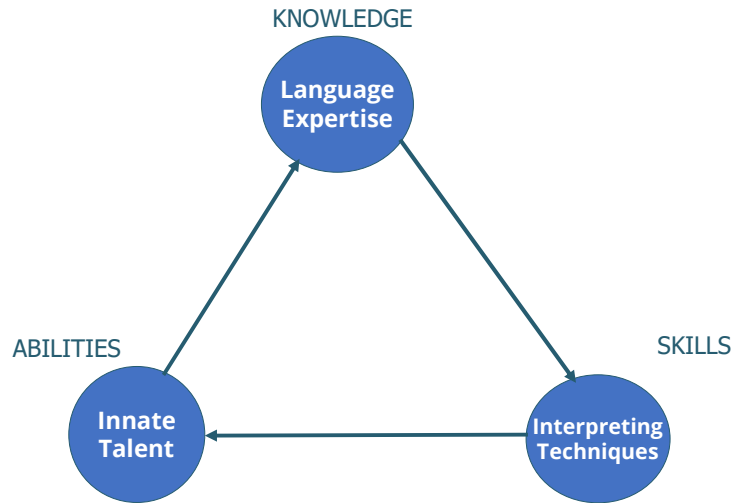 KNOWLEDGE
Language
Expertise
ABILITIES
SKILLS
Innate
Talent
Interpreting
Techniques